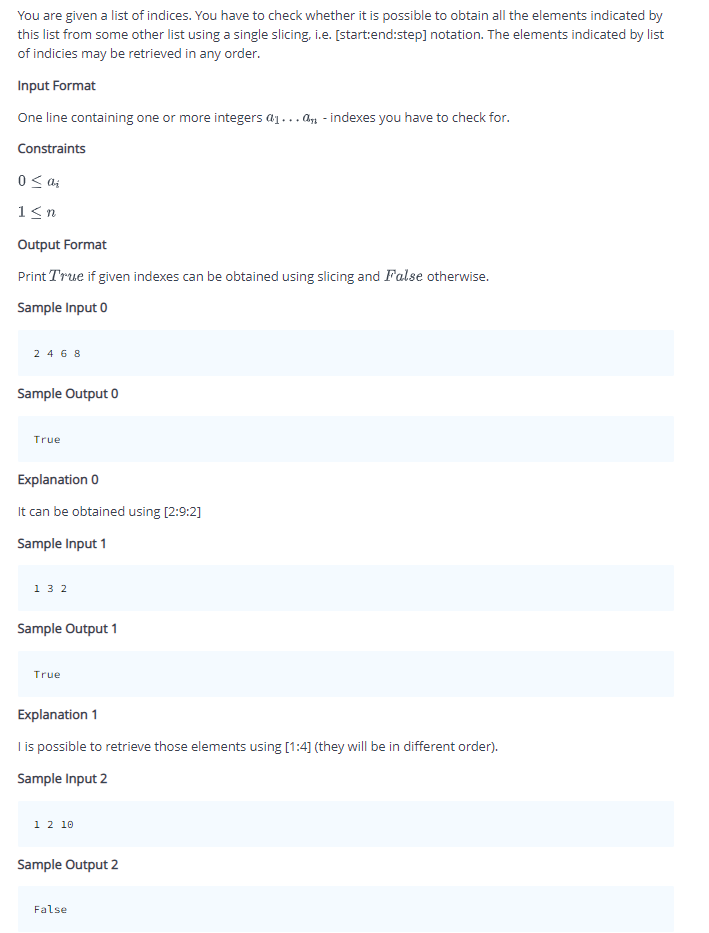 You are given a list of indices. You have to check whether it is possible to obtain all the elements indicated by
this list from some other list using a single slicing, i.e. [start:end:step] notation. The elements indicated by list
of indicies may be retrieved in any order.
Input Format
One line containing one or more integers a₁...aₙ - indexes you have to check for.
Constraints
0 ≤ aᵢ
1 ≤ n
Output Format
Print True if given indexes can be obtained using slicing and False otherwise.
Sample Input 0
2 4 6 8
Sample Output 0
True
Explanation 0
It can be obtained using [2:9:2]
Sample Input 1
1 3 2
Sample Output 1
True
Explanation 1
I is possible to retrieve those elements using [1:4] (they will be in different order).
Sample Input 2
1 2 10
Sample Output 2
False